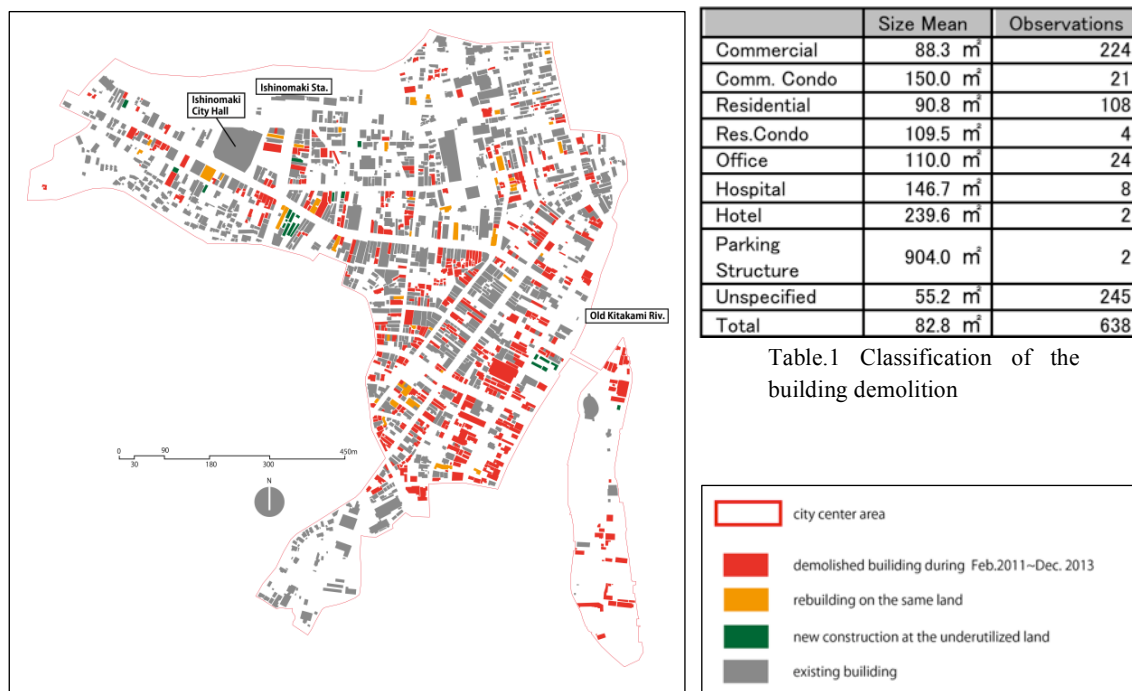 Ishinomaki Sta.
Ishinomaki
City Hall
Old Kitakami Riv.
0 90 450m
30 180 300
N
Size Mean Observations
Commercial 88.3 ㎡ 224
Comm. Condo 150.0 ㎡ 21
Residential 90.8 ㎡ 108
Res.Condo 109.5 ㎡ 4
Office 110.0 ㎡ 24
Hospital 146.7 ㎡ 8
Hotel 239.6 ㎡ 2
Parking
Structure 904.0 ㎡ 2
Unspecified 55.2 ㎡ 245
Total 82.8 ㎡ 638
Table.1 Classification of the
building demolition
city center area
demolished builiding during Feb.2011~Dec. 2013
rebuilding on the same land
new construction at the underutilized land
existing builiding